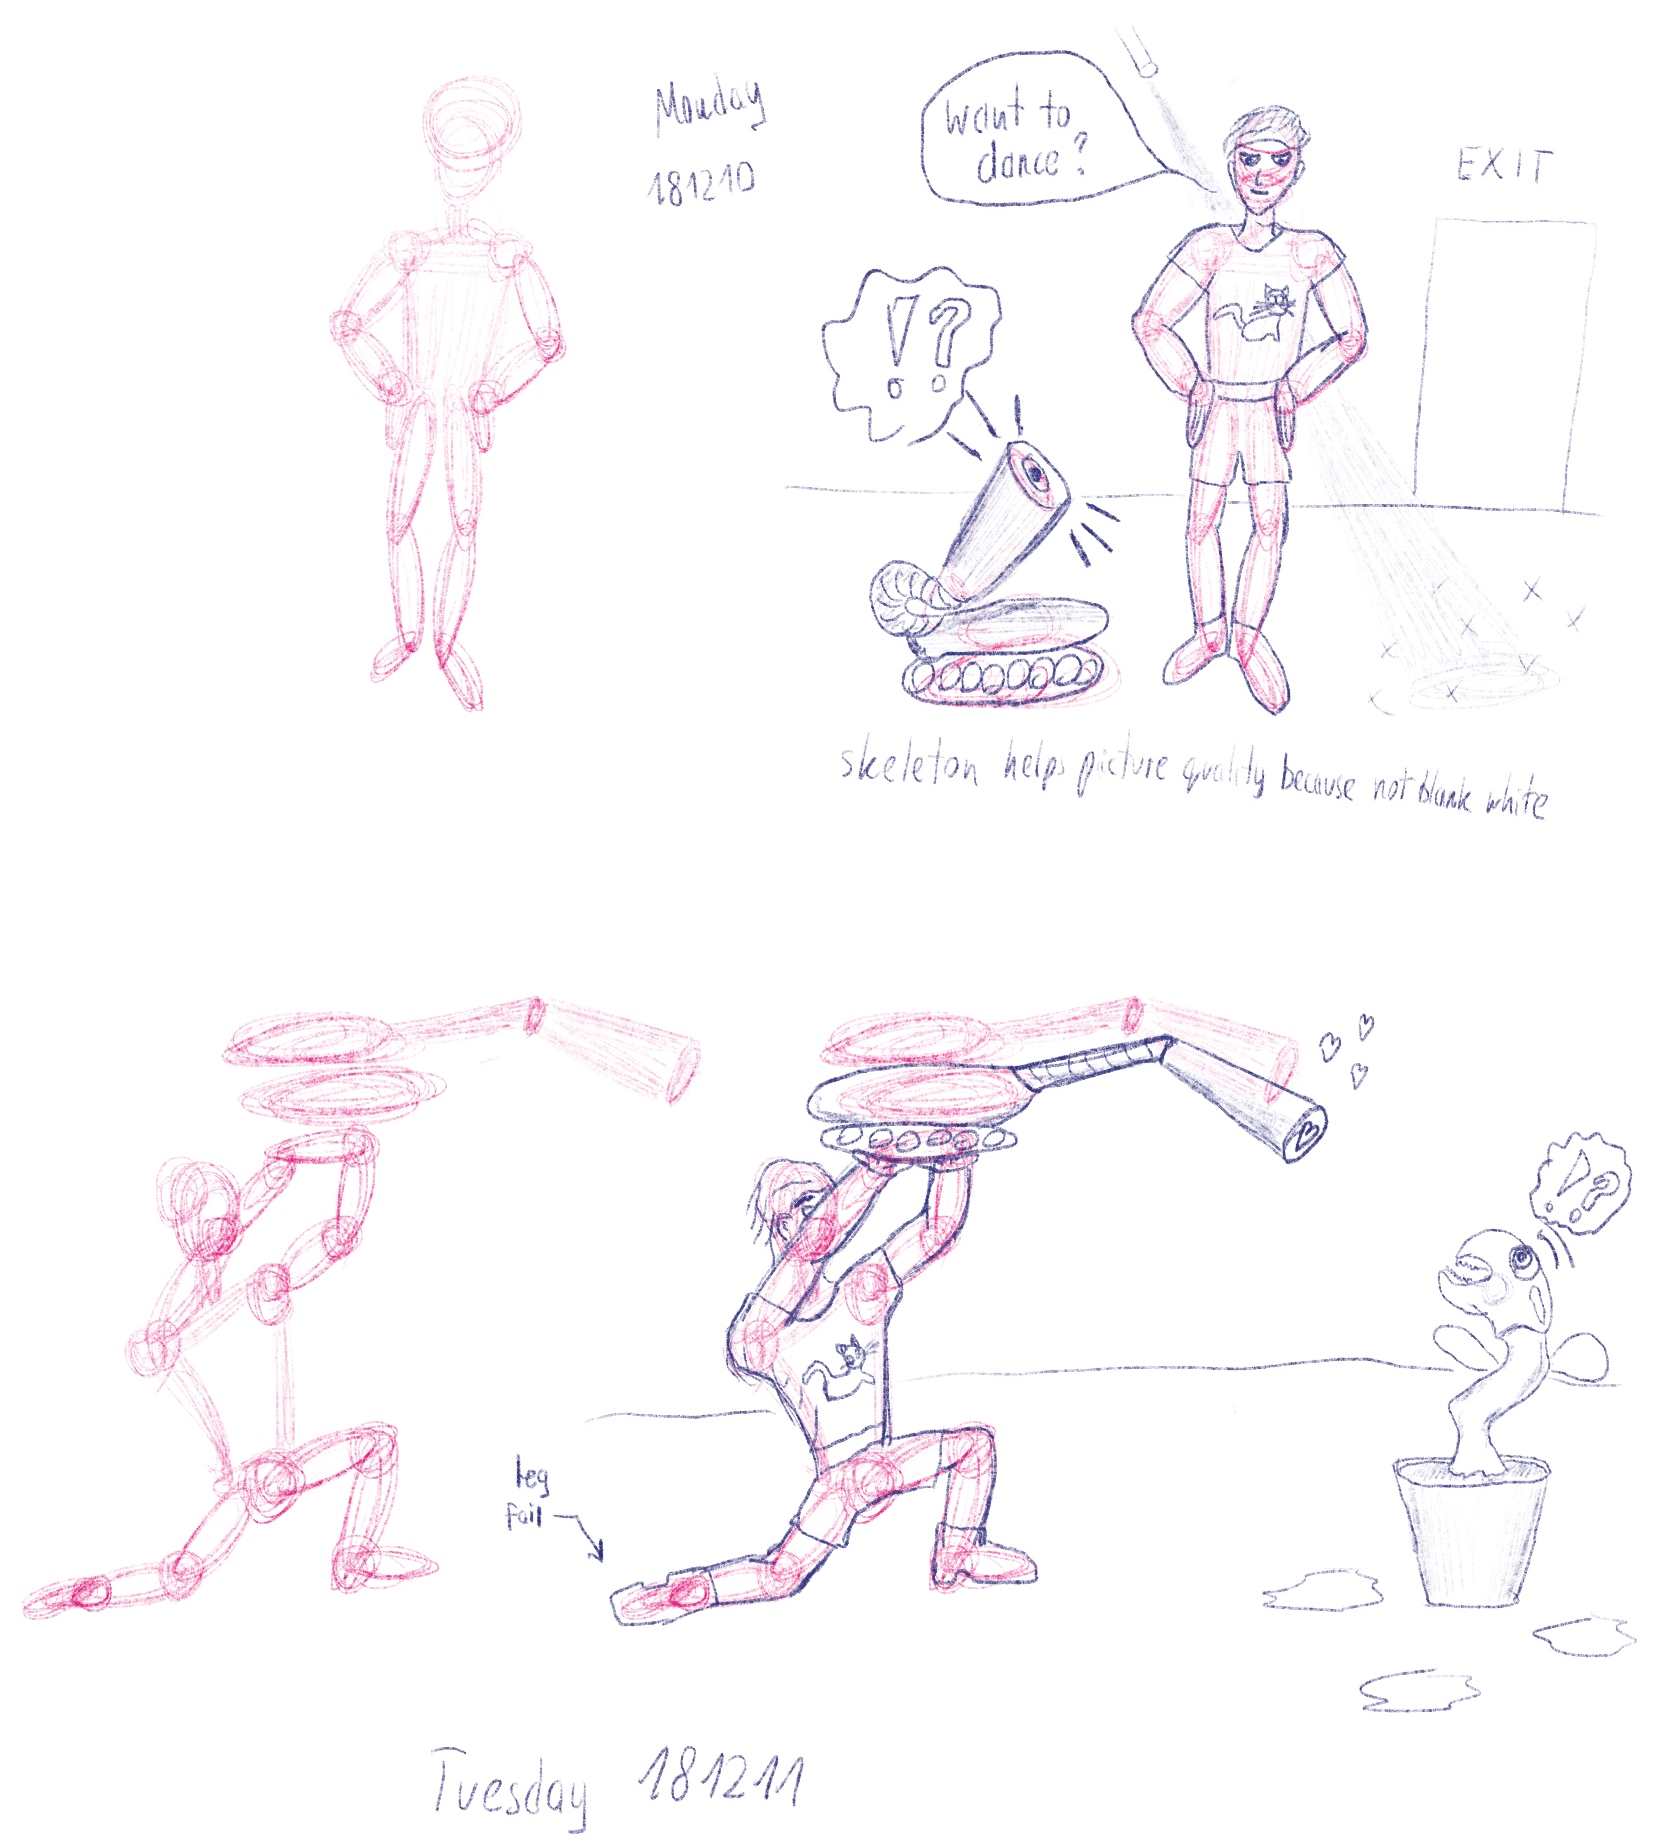 Monday
181210
want to
dance?
EXIT
!?
skeleton helps picture quality because not blank white
!?
leg
fail
Tuesday 181211